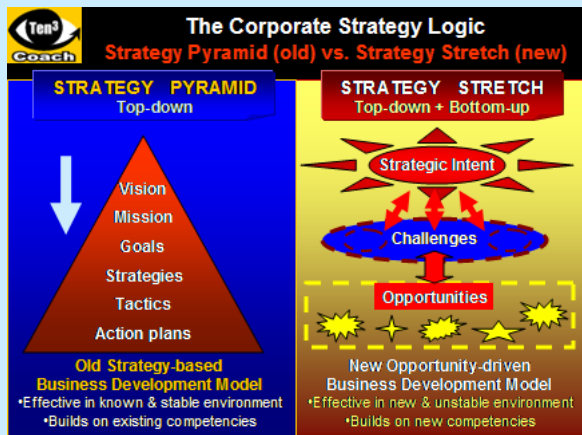 Ten³
Coach
The Corporate Strategy Logic
Strategy Pyramid (old) vs. Strategy Stretch (new)
STRATEGY PYRAMID
Top-down
Vision
Mission
Goals
Strategies
Tactics
Action plans
Old Strategy-based
Business Development Model
•Effective in known & stable environment
•Builds on existing competencies
STRATEGY STRETCH
Top-down + Bottom-up
Strategic Intent
Challenges
Opportunities
New Opportunity-driven
Business Development Model
•Effective in new & unstable environment
•Builds on new competencies